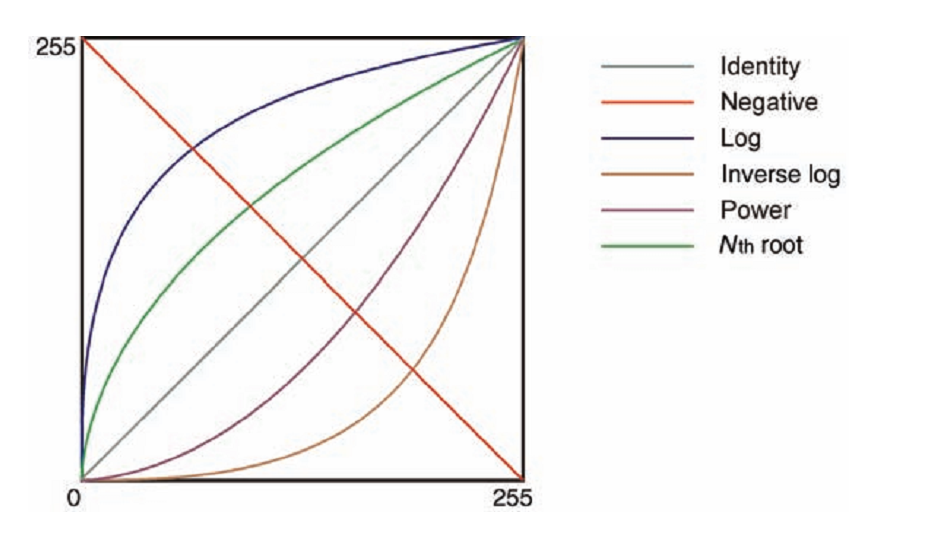 255
0
255
Identity
Negative
Log
Inverse log
Power
Nth root